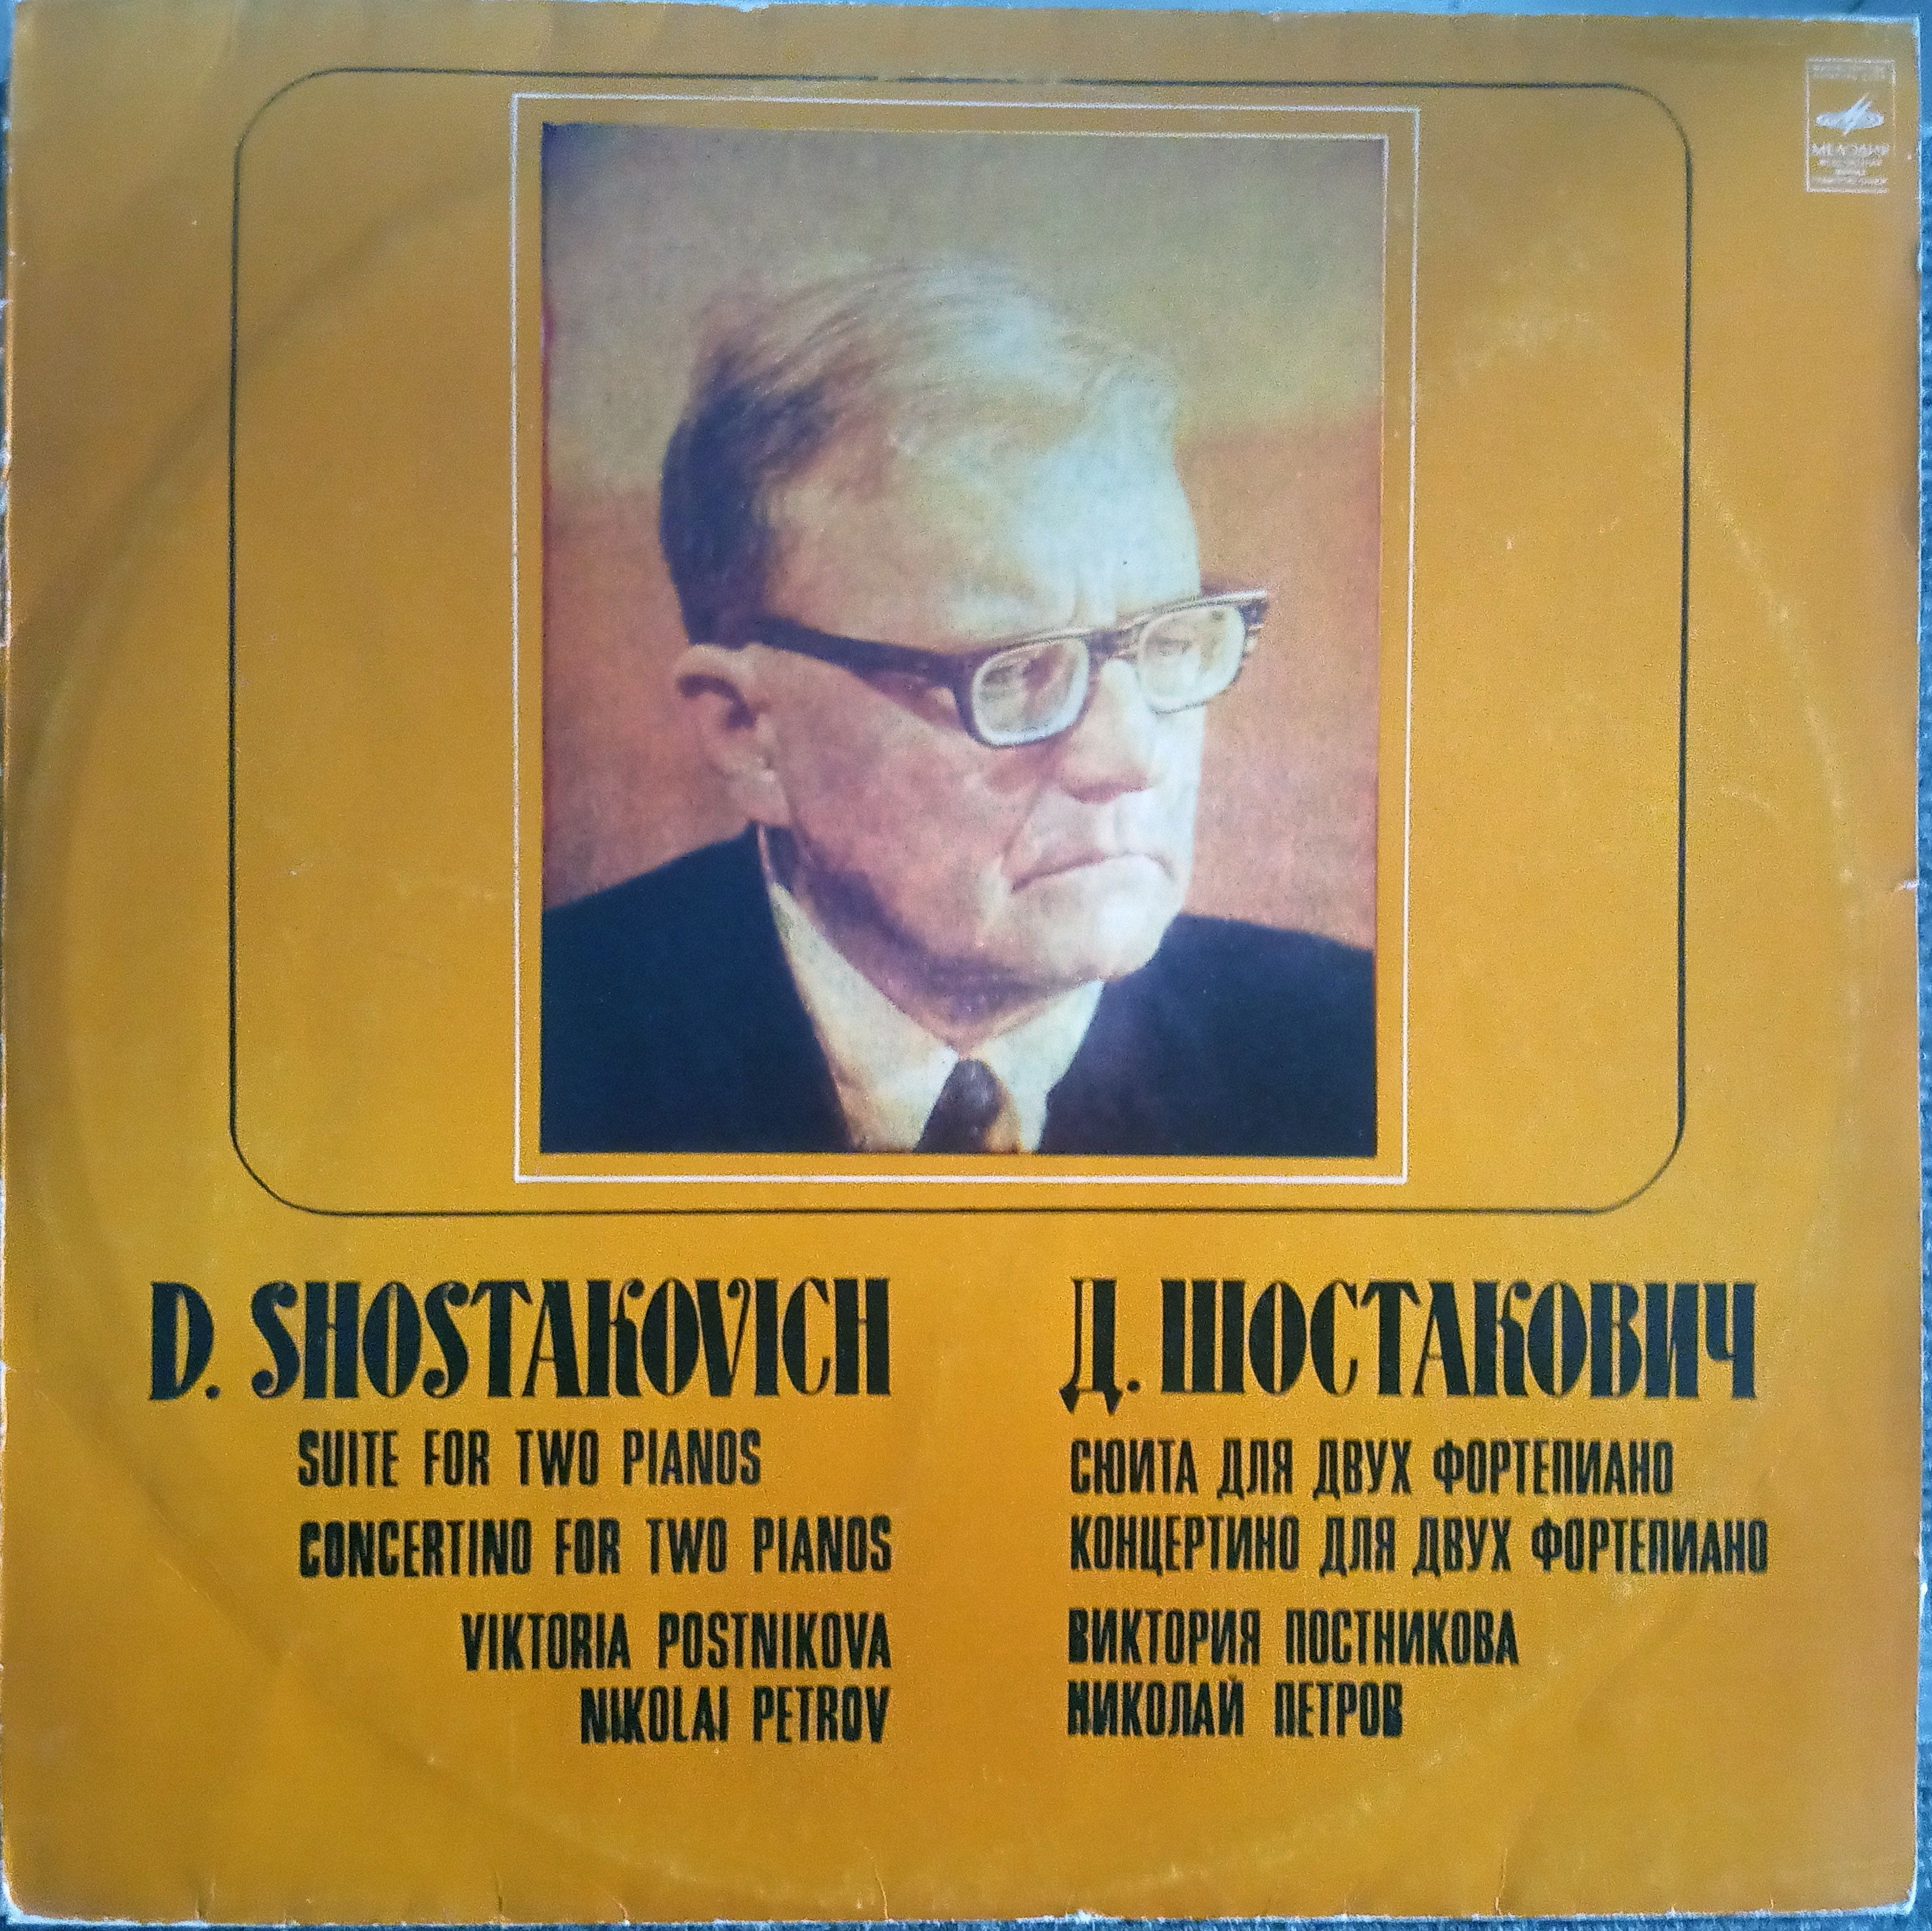 МЕЛОДИЯ
D. SHOSTAKOVICH
SUITE FOR TWO PIANOS
CONCERTINO FOR TWO PIANOS
VIKTORIA POSTNIKOVA
NIKOLAI PETROV
Д. ШОСТАКОВИЧ
СЮИТА ДЛЯ ДВУХ ФОРТЕПИАНО
КОНЦЕРТИНО ДЛЯ ДВУХ ФОРТЕПИАНО
ВИКТОРИЯ ПОСТНИКОВА
НИКОЛАЙ ПЕТРОВ